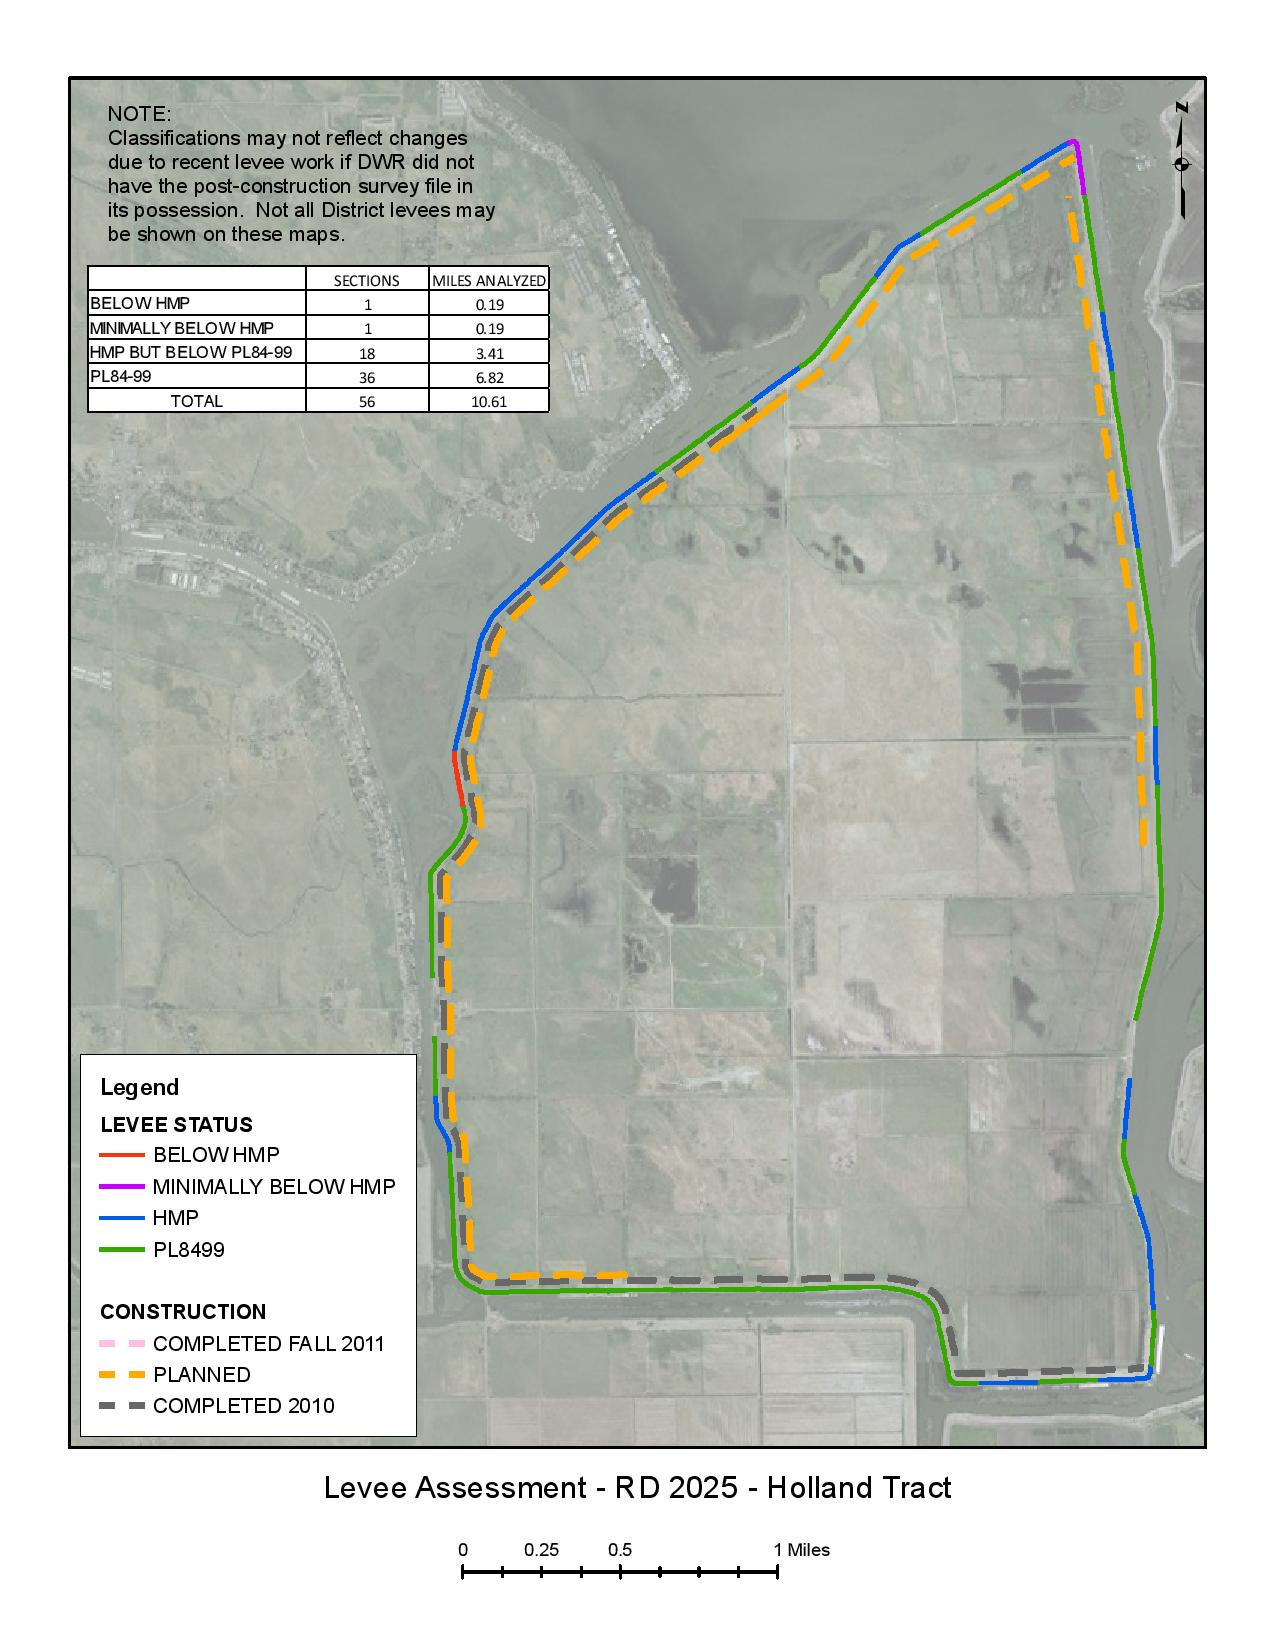 NOTE:
Classifications may not reflect changes
due to recent levee work if DWR did not
have the post-construction survey file in
its possession.  Not all District levees may
be shown on these maps.
SECTIONS MILES ANALYZED
BELOW HMP 1 0.19
MINIMALLY BELOW HMP 1 0.19
HMP BUT BELOW PL84-99 18 3.41
PL84-99 36 6.82
TOTAL 56 10.61
N
Legend
LEVEE STATUS
BELOW HMP
MINIMALLY BELOW HMP
HMP
PL8499
CONSTRUCTION
COMPLETED FALL 2011
PLANNED
COMPLETED 2010
Levee Assessment - RD 2025 - Holland Tract
0 0.25 0.5 1 Miles